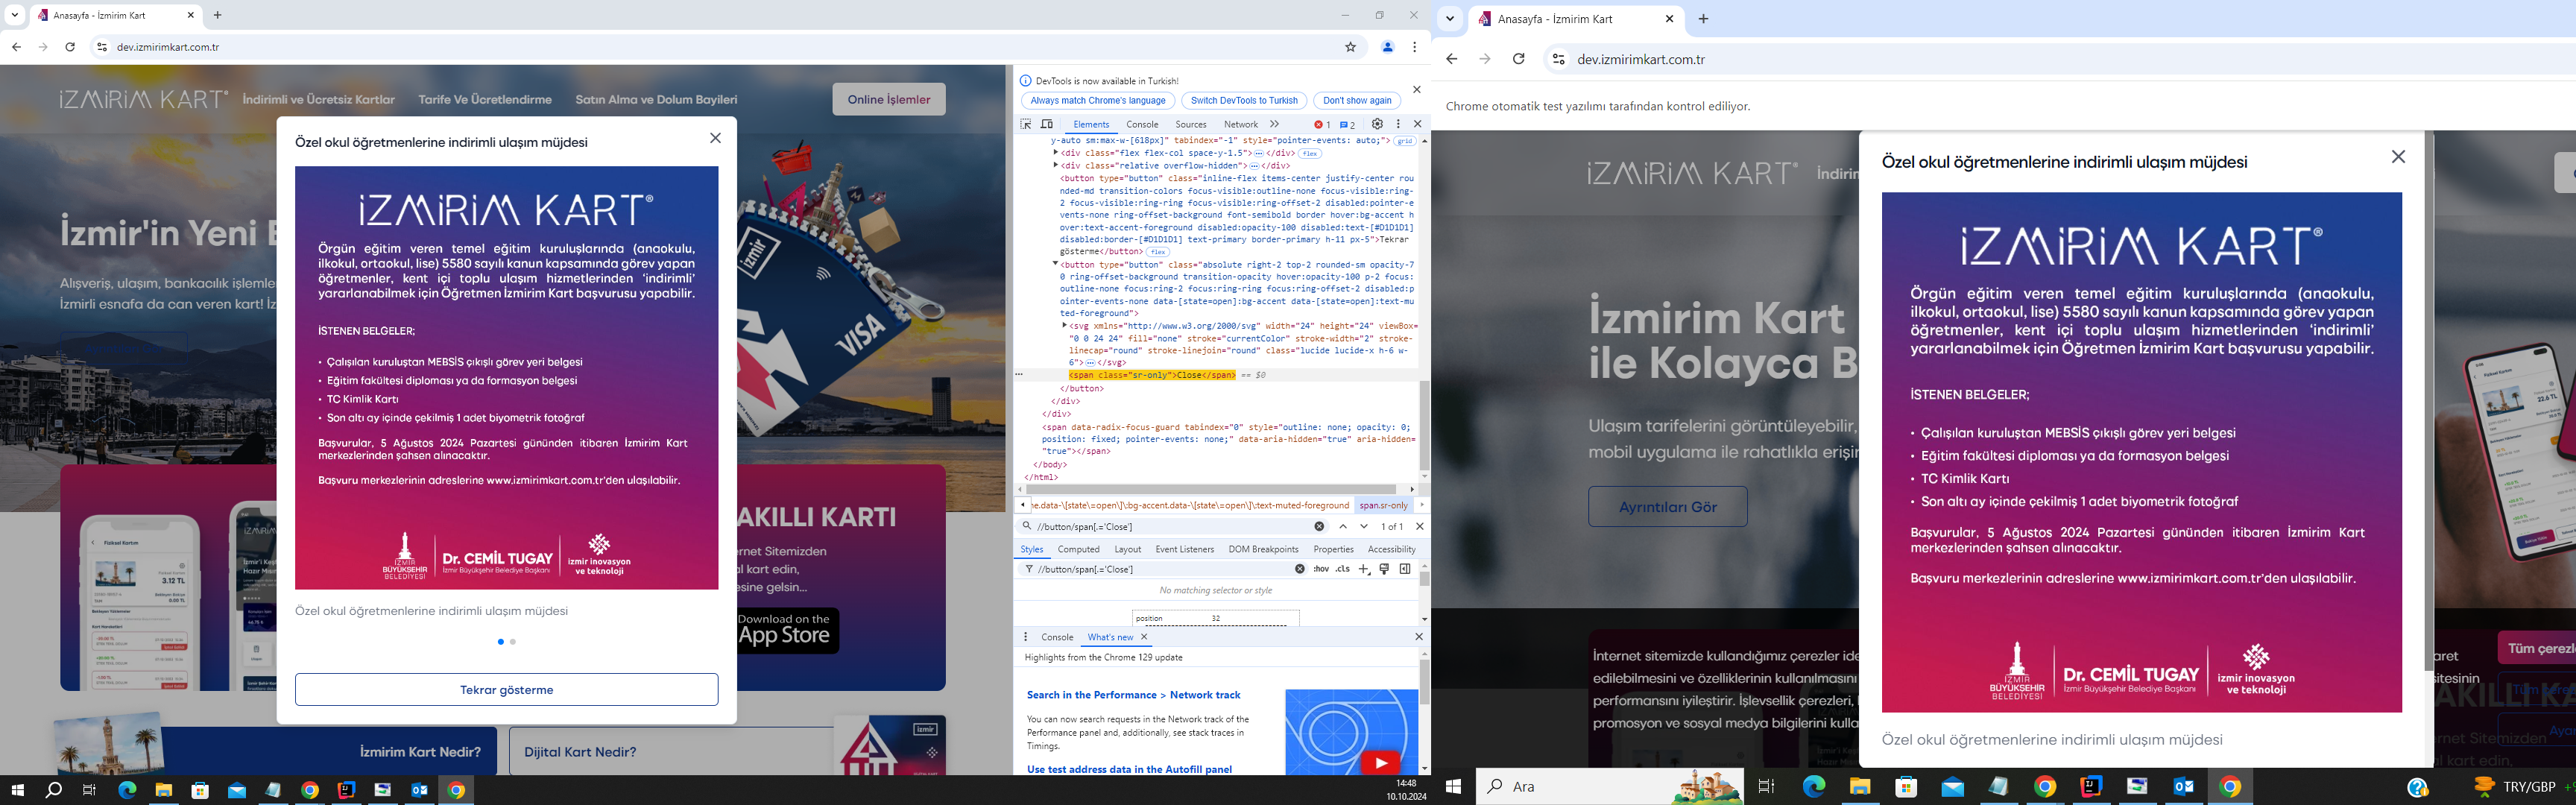 Anasayfa - İzmirim Kart
dev.izmirimkart.com.tr
İZMİRİM KART®
İndirimli ve Ücretsiz Kartlar
Tarife Ve Ücretlendirme
Satın Alma ve Dolum Bayileri
Online İşlemler
İzmir'in Yeni
Alışveriş, ulaşım, bankacılık işlemler
İzmirli esnafa da can veren kart! İz
Özel okul öğretmenlerine indirimli ulaşım müjdesi
İZMİRİM KART®
Örgün eğitim veren temel eğitim kuruluşlarında (anaokulu,
ilkokul, ortaokul, lise) 5580 sayılı kanun kapsamında görev yapan
öğretmenler, kent içi toplu ulaşım hizmetlerinden ‘indirimli’
yararlanabilmek için Öğretmen İzmirim Kart başvurusu yapabilir.
İSTENEN BELGELER;
• Çalışılan kuruluştan MEBSİS çıkışlı görev yeri belgesi
• Eğitim fakültesi diploması ya da formasyon belgesi
• TC Kimlik Kartı
• Son altı ay içinde çekilmiş 1 adet biyometrik fotoğraf
Başvurular, 5 Ağustos 2024 Pazartesi gününden itibaren İzmirim Kart
merkezlerinden şahsen alınacaktır.
Başvuru merkezlerinin adreslerine www.izmirimkart.com.tr'den ulaşılabilir.
İZMİR
BÜYÜKŞEHİR
BELEDİYESİ
Dr. CEMİL TUGAY
İzmir Büyükşehir Belediye Başkanı
izmir inovasyon
ve teknoloji
Özel okul öğretmenlerine indirimli ulaşım müjdesi
Tekrar gösterme
izmir
VISA
AKILLI KARTI
rnet Sitemizden
al kart edin,
esine gelsin...
Download on the
App Store
Fiziksel Kartım
3.12 TL
İzmirim Kart Nedir?
Dijital Kart Nedir?
izmir
DevTools is now available in Turkish!
Always match Chrome's language
Switch DevTools to Turkish
Don't show again
Elements
Console
Sources
Network
1
2
y-auto sm:max-w-[618px]" tabindex="-1" style="pointer-events: auto;"> grid
<div class="flex flex-col space-y-1.5">…</div> flex
<div class="relative overflow-hidden">…</div>
<button type="button" class="inline-flex items-center justify-center rou
nded-md transition-colors focus-visible:outline-none focus-visible:ring-
2 focus-visible:ring-ring focus-visible:ring-offset-2 disabled:pointer-e
vents-none ring-offset-background font-semibold border hover:bg-accent h
over:text-accent-foreground disabled:opacity-100 disabled:text-[#D1D1D1]
disabled:border-[#D1D1D1] text-primary border-primary h-11 px-5">Tekrar
gösterme</button> flex
<button type="button" class="absolute right-2 top-2 rounded-sm opacity-7
0 ring-offset-background transition-opacity hover:opacity-100 p-2 focus:
outline-none focus:ring-2 focus:ring-ring focus:ring-offset-2 disabled:p
ointer-events-none data-[state=open]:bg-accent data-[state=open]:text-mu
ted-foreground">
<svg xmlns="http://www.w3.org/2000/svg" width="24" height="24" viewBox=
"0 0 24 24" fill="none" stroke="currentColor" stroke-width="2" stroke-
linecap="round" stroke-linejoin="round" class="lucide lucide-x h-6 w-
6">…</svg>
<span class="sr-only">Close</span> == $0
</button>
</div>
</div>
<span data-radix-focus-guard tabindex="0" style="outline: none; opacity: 0;
position: fixed; pointer-events: none;" data-aria-hidden="true" aria-hidden=
"true"></span>
</body>
</html>
ne.data-\[state\=open\]\:bg-accent.data-\[state\=open\]\:text-muted-foreground
span.sr-only
//button/span[.='Close']
1 of 1
Styles
Computed
Layout
Event Listeners
DOM Breakpoints
Properties
Accessibility
//button/span[.='Close']
:hov
.cls
No matching selector or style
position
32
Console
What's new
Highlights from the Chrome 129 update
Search in the Performance > Network track
You can now search requests in the Network track of the
Performance panel and, additionally, see stack traces in
Timings.
Use test address data in the Autofill panel
14:48
10.10.2024
Anasayfa - İzmirim Kart
dev.izmirimkart.com.tr
Chrome otomatik test yazılımı tarafından kontrol ediliyor.
İZMİRİM KART®
İndirim
İzmirim Kart
ile Kolayca B
Ulaşım tarifelerini görüntüleyebilir,
mobil uygulama ile rahatlıkla erişin
Ayrıntıları Gör
İnternet sitemizde kullandığımız çerezler ide
edilebilmesini ve özelliklerinin kullanılmasını
performansını iyileştirir. İşlevsellik çerezleri,
promosyon ve sosyal medya bilgilerini kulla
Özel okul öğretmenlerine indirimli ulaşım müjdesi
İZMİRİM KART®
Örgün eğitim veren temel eğitim kuruluşlarında (anaokulu,
ilkokul, ortaokul, lise) 5580 sayılı kanun kapsamında görev yapan
öğretmenler, kent içi toplu ulaşım hizmetlerinden ‘indirimli’
yararlanabilmek için Öğretmen İzmirim Kart başvurusu yapabilir.
İSTENEN BELGELER;
• Çalışılan kuruluştan MEBSİS çıkışlı görev yeri belgesi
• Eğitim fakültesi diploması ya da formasyon belgesi
• TC Kimlik Kartı
• Son altı ay içinde çekilmiş 1 adet biyometrik fotoğraf
Başvurular, 5 Ağustos 2024 Pazartesi gününden itibaren İzmirim Kart
merkezlerinden şahsen alınacaktır.
Başvuru merkezlerinin adreslerine www.izmirimkart.com.tr'den ulaşılabilir.
İZMİR
BÜYÜKŞEHİR
BELEDİYESİ
Dr. CEMİL TUGAY
İzmir Büyükşehir Belediye Başkanı
izmir inovasyon
ve teknoloji
Özel okul öğretmenlerine indirimli ulaşım müjdesi
aret
sitesinin
Tüm çerezle
Ara
TRY/GBP